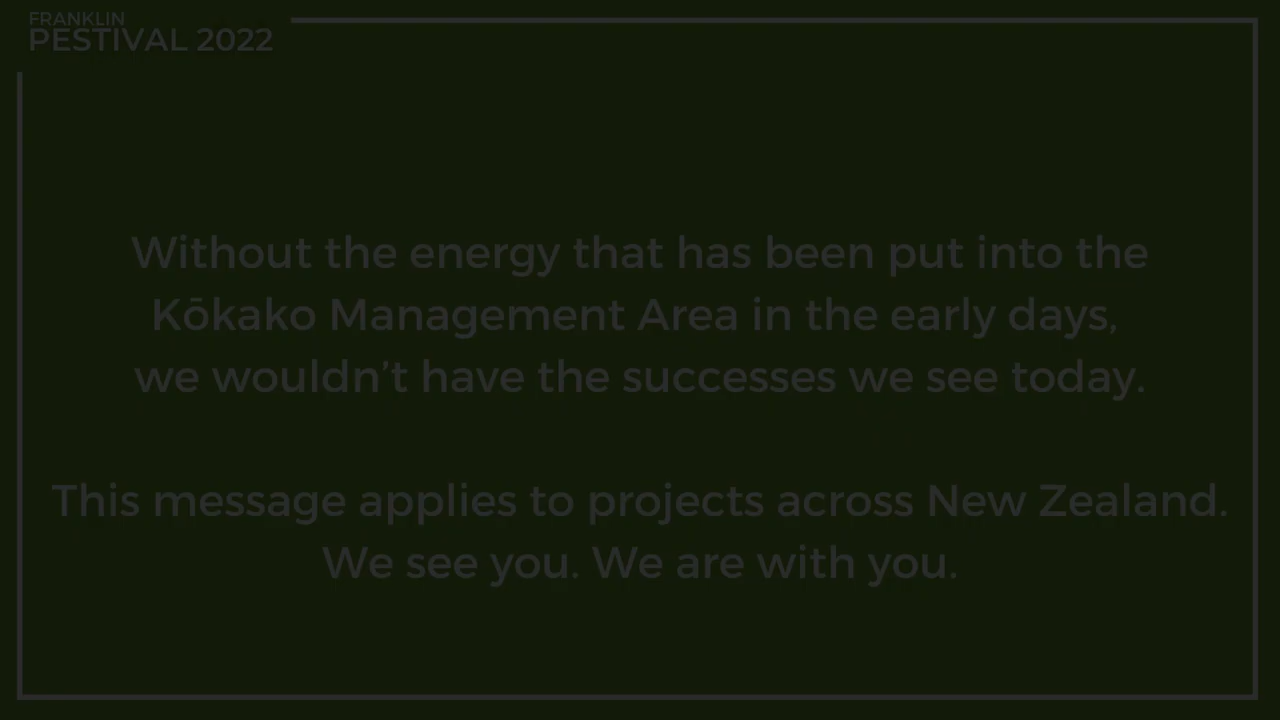 FRANKLIN
PESTIVAL 2022
Without the energy that has been put into the
Kōkako Management Area in the early days,
we wouldn’t have the successes we see today.
This message applies to projects across New Zealand.
We see you. We are with you.